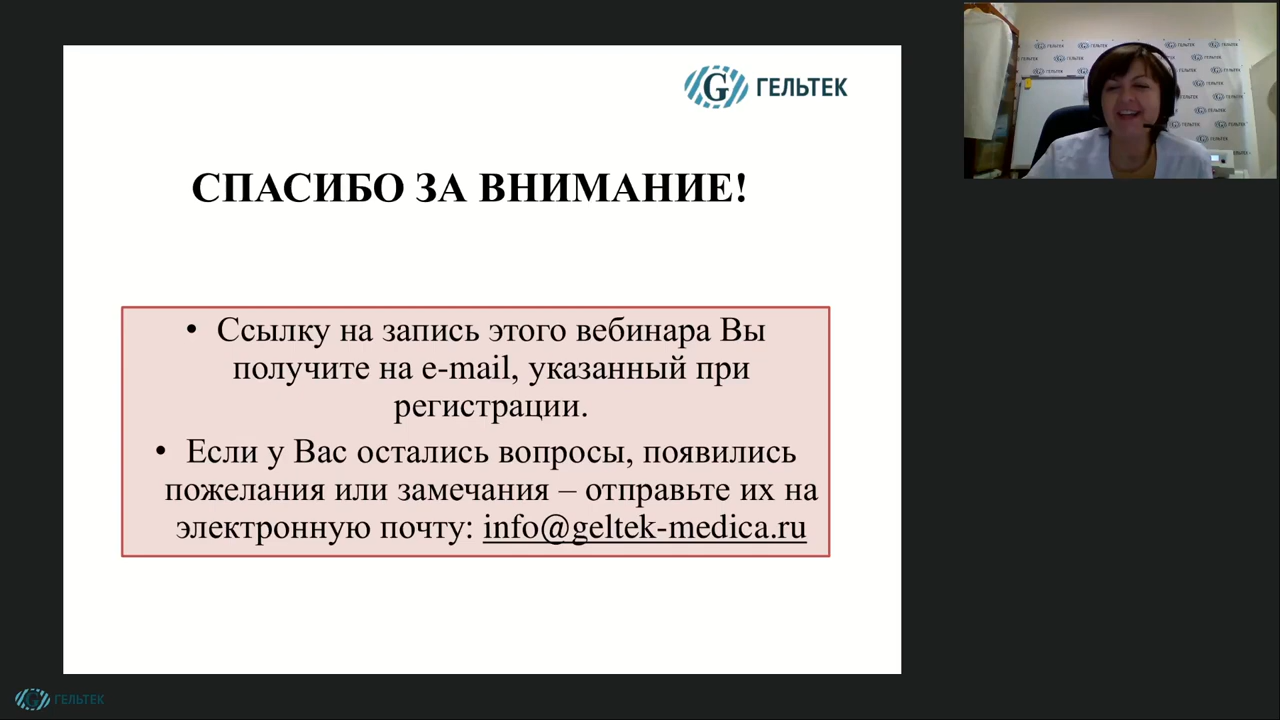 ГЕЛЬТЕК
СПАСИБО ЗА ВНИМАНИЕ!
• Ссылку на запись этого вебинара Вы
получите на e-mail, указанный при
регистрации.
• Если у Вас остались вопросы, появились
пожелания или замечания – отправьте их на
электронную почту: info@geltek-medica.ru
ГЕЛЬТЕК